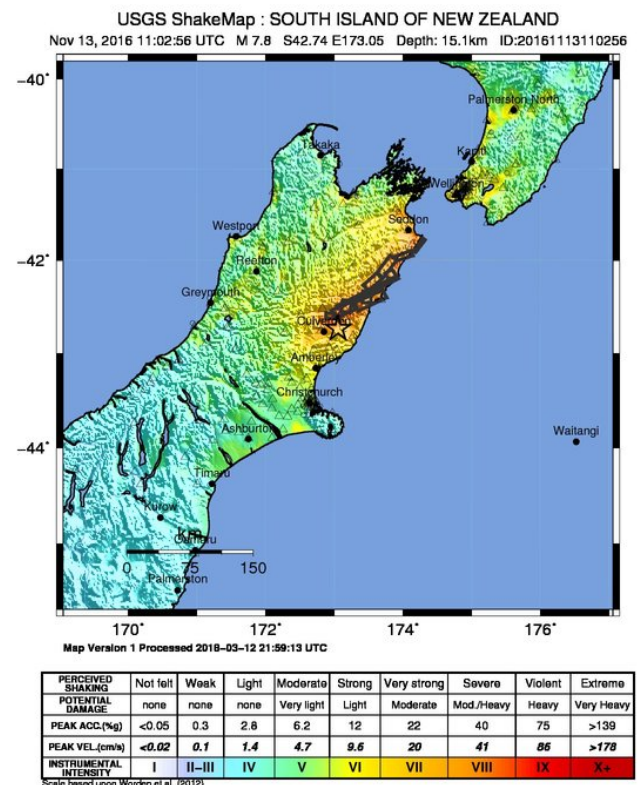 USGS ShakeMap : SOUTH ISLAND OF NEW ZEALAND
Nov 13, 2016 11:02:56 UTC M 7.8 S42.74 E173.05 Depth: 15.1km ID:20161113110256
−40˚
Palmerston North
Takaka
Kapiti
Wellington
Seddon
Westport
−42˚
Reefton
Greymouth
Culverden
Amberley
Christchurch
Waitangi
−44˚
Ashburton
Timaru
Kurow
Km
Oamaru
0 75 150
Palmerston
170˚ 172˚ 174˚ 176˚
Map Version 1 Processed 2018−03−12 21:59:13 UTC
PERCEIVED SHAKING Not felt Weak Light Moderate Strong Very strong Severe Violent Extreme
POTENTIAL DAMAGE none none none Very light Light Moderate Mod./Heavy Heavy Very Heavy
PEAK ACC.(%g) <0.05 0.3 2.8 6.2 12 22 40 75 >139
PEAK VEL.(cm/s) <0.02 0.1 1.4 4.7 9.6 20 41 86 >178
INSTRUMENTAL INTENSITY I II−III IV V VI VII VIII IX X+
Scale based upon Worden et al. (2012)